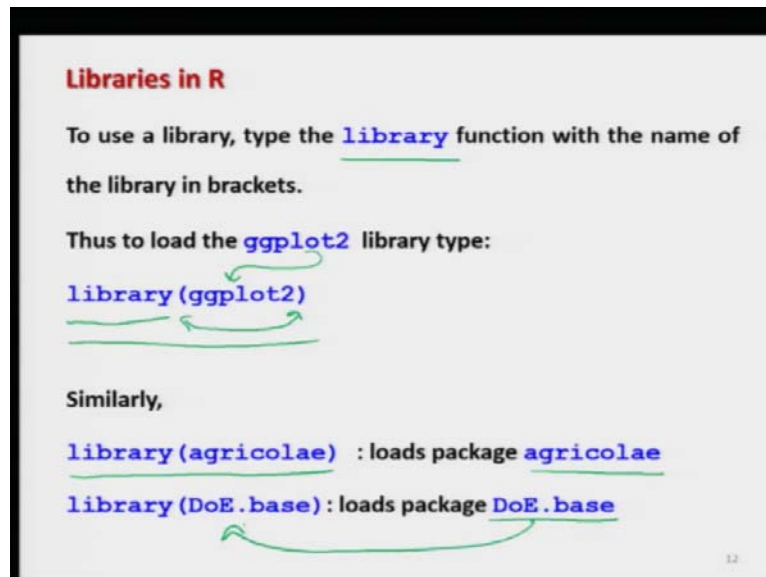 Libraries in R
To use a library, type the library function with the name of
the library in brackets.
Thus to load the ggplot2 library type:
library(ggplot2)
Similarly,
library(agricolae) : loads package agricolae
library(DoE.base): loads package DoE.base
12